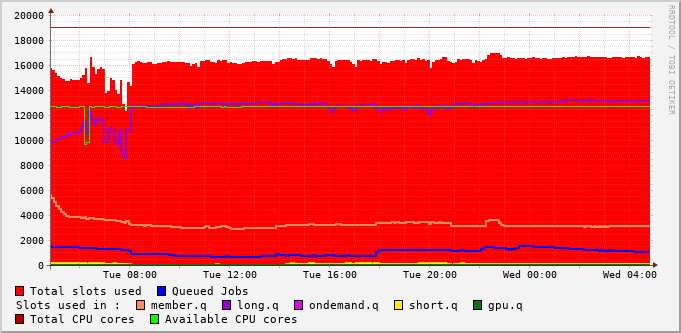 20000
18000
16000
14000
12000
10000
8000
6000
4000
2000
0
Tue 08:00 Tue 12:00 Tue 16:00 Tue 20:00 Wed 00:00 Wed 04:00
RRDTOOL / TOBI OETIKER
Total slots used Queued Jobs
Slots used in : member.q long.q ondemand.q short.q gpu.q
Total CPU cores Available CPU cores